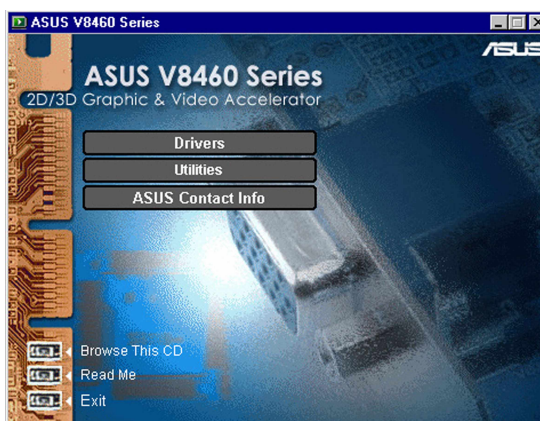 ASUS V8460 Series
ASUS
ASUS V8460 Series
2D/3D Graphic & Video Accelerator
Drivers
Utilities
ASUS Contact Info
Browse This CD
Read Me
Exit